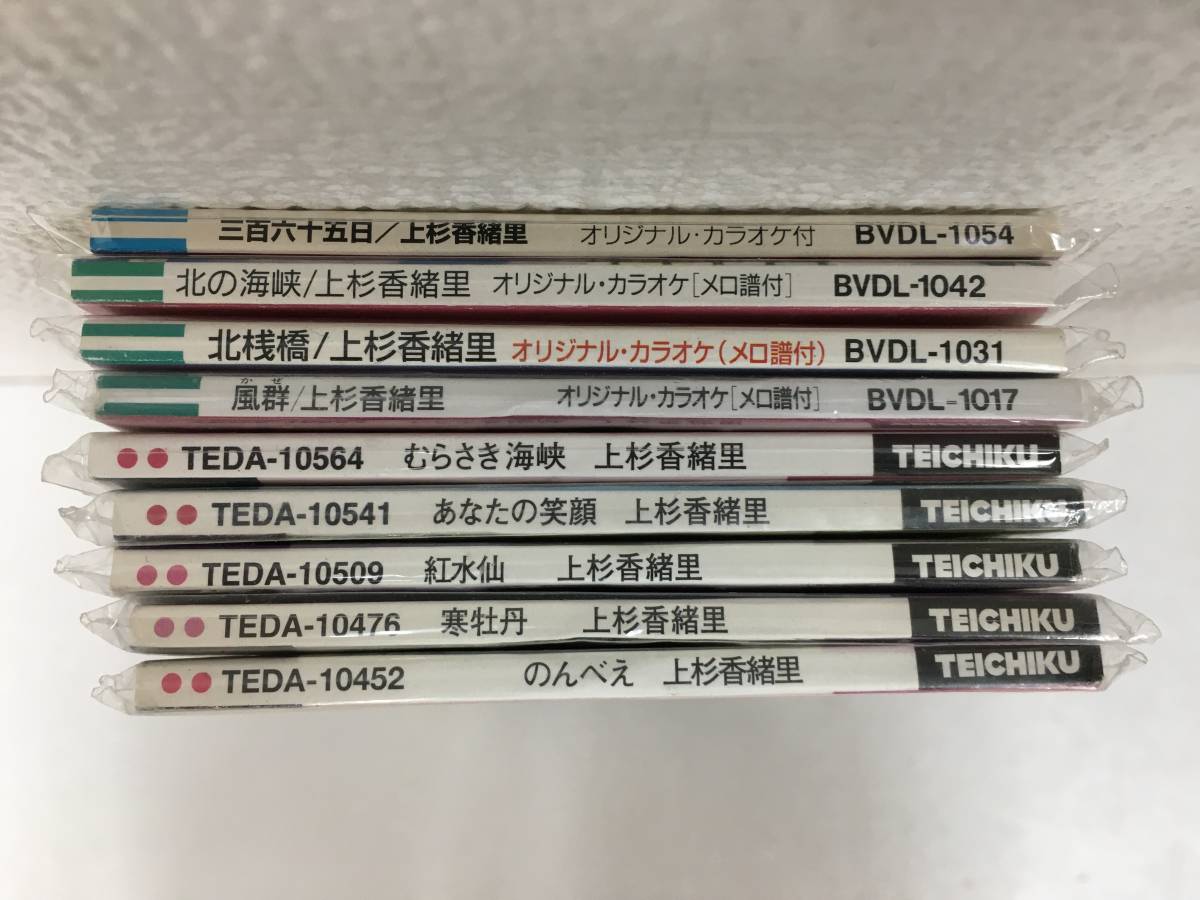 三百六十五日/上杉香緒里 オリジナル・カラオケ付 BVDL-1054
北の海峡/上杉香緒里 オリジナル・カラオケ[メロ譜付] BVDL-1042
北桟橋/上杉香緒里 オリジナル・カラオケ(メロ譜付) BVDL-1031
かぜ
風群/上杉香緒里 オリジナル・カラオケ[メロ譜付] BVDL-1017
TEDA-10564 むらさき海峡 上杉香緒里 TEICHIKU
TEDA-10541 あなたの笑顔 上杉香緒里 TEICHIKU
TEDA-10509 紅水仙 上杉香緒里 TEICHIKU
TEDA-10476 寒牡丹 上杉香緒里 TEICHIKU
TEDA-10452 のんべえ 上杉香緒里 TEICHIKU